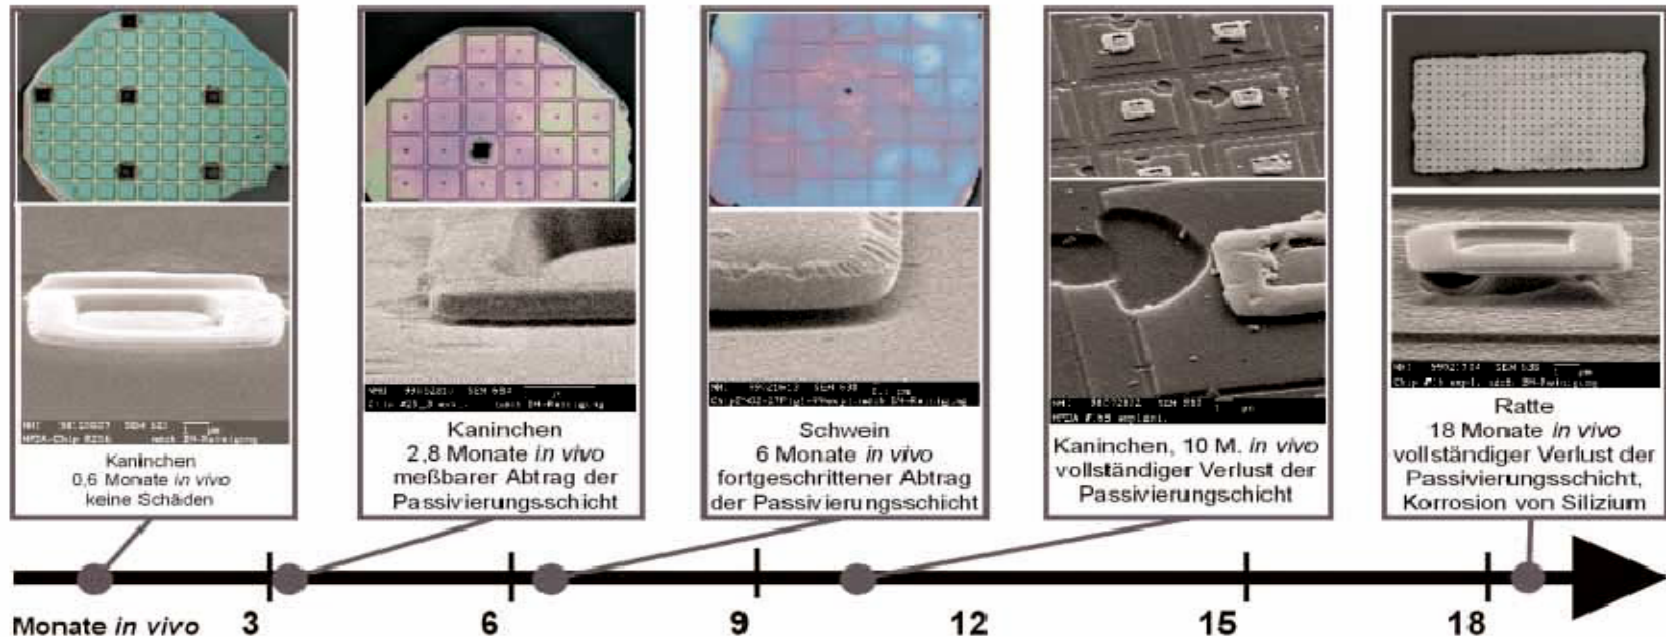 Kaninchen
0,6 Monate in vivo
keine Schäden
Kaninchen
2,8 Monate in vivo
meßbarer Abtrag der
Passivierungsschicht
Schwein
6 Monate in vivo
fortgeschrittener Abtrag
der Passivierungsschicht
Kaninchen, 10 M. in vivo
vollständiger Verlust der
Passivierungschicht
Ratte
18 Monate in vivo
vollständiger Verlust der
Passivierungsschicht,
Korrosion von Silizium
Monate in vivo 3 6 9 12 15 18